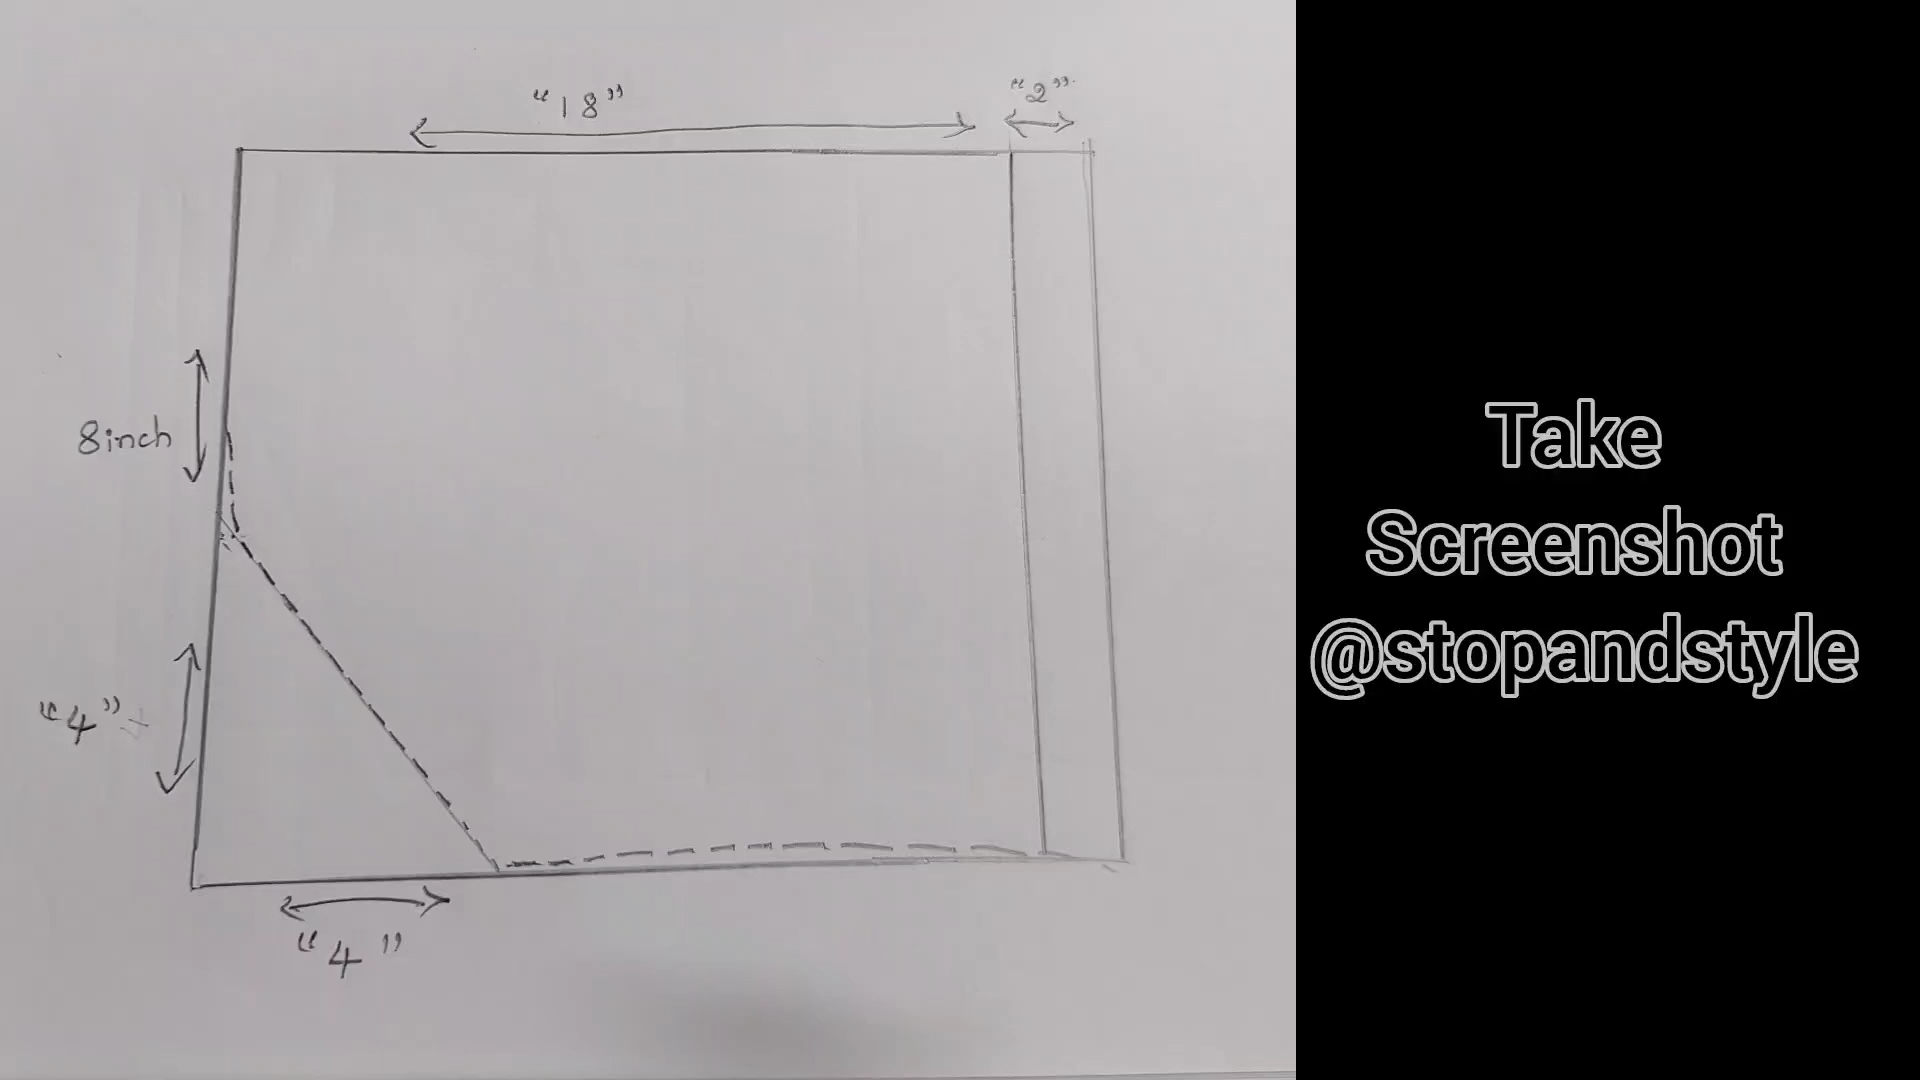 “18”
“2”
8inch
“4”
“4”
Take
Screenshot
@stopandstyle